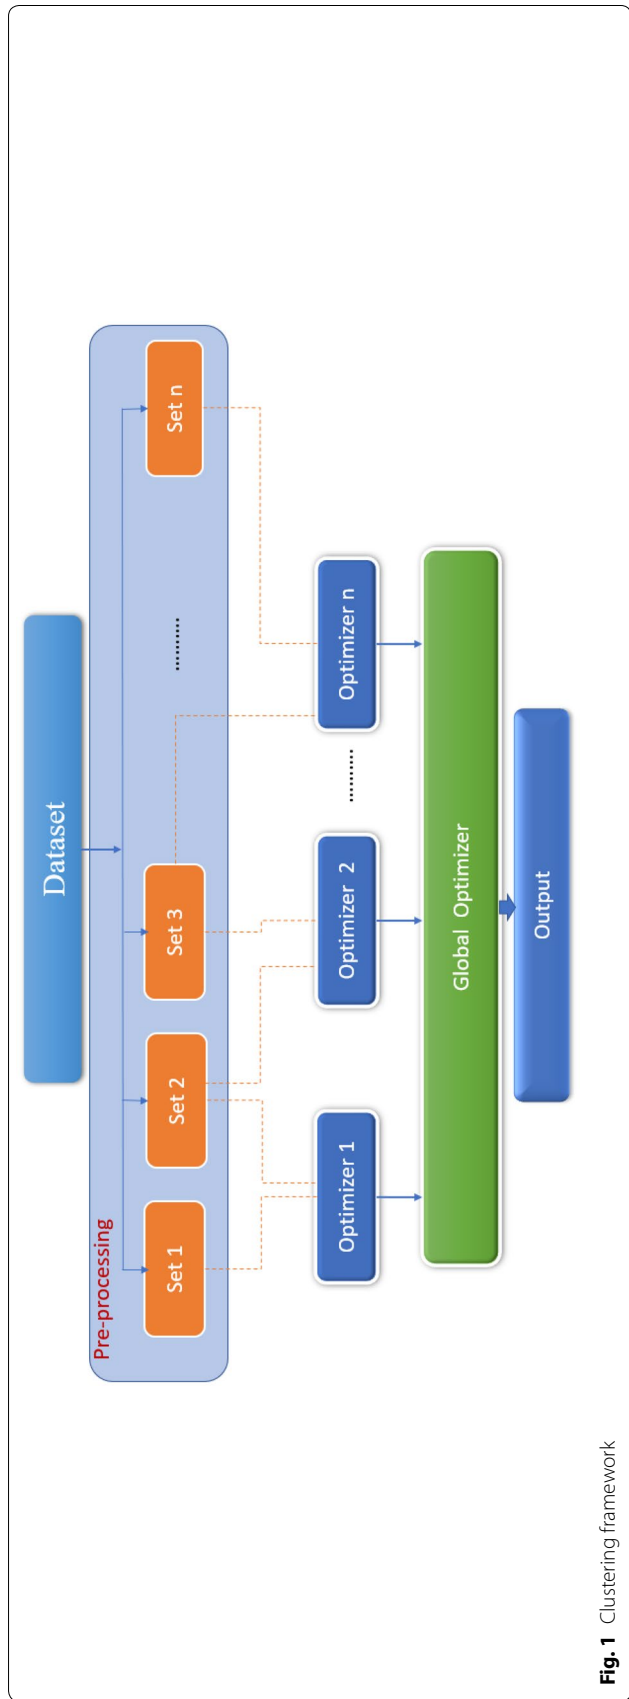 Dataset
Pre-processing
Set 1
Set 2
Set 3
.........
Set n
Optimizer 1
Optimizer 2
..........
Optimizer n
Global Optimizer
Output
Fig. 1 Clustering framework